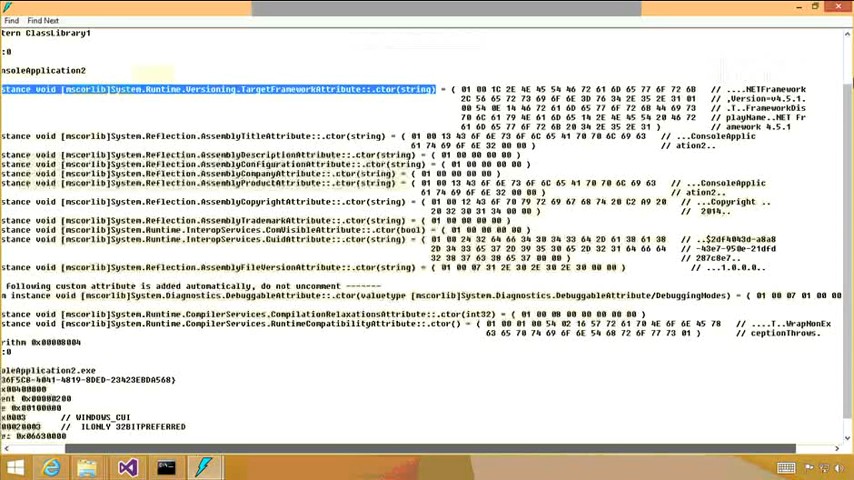 Find Find Next
tern ClassLibrary1
:0
nsoleApplication2
stance void [mscorlib]System.Runtime.Versioning.TargetFrameworkAttribute::.ctor(string) = ( 01 00 1C 2E 4E 45 54 46 72 61 6D 65 77 6F 72 6B // ....NETFramework
2C 56 65 72 73 69 6F 6E 3D 76 34 2E 35 2E 31 01 // ,Version=v4.5.1.
00 54 0E 14 46 72 61 6D 65 77 6F 72 6B 44 69 73 // .T..FrameworkDis
70 6C 61 79 4E 61 6D 65 14 2E 4E 45 54 20 46 72 // playName..NET Fr
61 6D 65 77 6F 72 6B 20 34 2E 35 2E 31 ) // amework 4.5.1
stance void [mscorlib]System.Reflection.AssemblyTitleAttribute::.ctor(string) = ( 01 00 13 43 6F 6E 73 6F 6C 65 41 70 70 6C 69 63 // ...ConsoleApplic
61 74 69 6F 6E 32 00 00 ) // ation2..
stance void [mscorlib]System.Reflection.AssemblyDescriptionAttribute::.ctor(string) = ( 01 00 00 00 00 )
stance void [mscorlib]System.Reflection.AssemblyConfigurationAttribute::.ctor(string) = ( 01 00 00 00 00 )
stance void [mscorlib]System.Reflection.AssemblyCompanyAttribute::.ctor(string) = ( 01 00 00 00 00 )
stance void [mscorlib]System.Reflection.AssemblyProductAttribute::.ctor(string) = ( 01 00 13 43 6F 6E 73 6F 6C 65 41 70 70 6C 69 63 // ...ConsoleApplic
61 74 69 6F 6E 32 00 00 ) // ation2..
stance void [mscorlib]System.Reflection.AssemblyCopyrightAttribute::.ctor(string) = ( 01 00 12 43 6F 70 79 72 69 67 68 74 20 C2 A9 20 // ...Copyright ..
20 32 30 31 34 00 00 ) // 2014..
stance void [mscorlib]System.Reflection.AssemblyTrademarkAttribute::.ctor(string) = ( 01 00 00 00 00 )
stance void [mscorlib]System.Runtime.InteropServices.ComVisibleAttribute::.ctor(bool) = ( 01 00 00 00 00 )
stance void [mscorlib]System.Runtime.InteropServices.GuidAttribute::.ctor(string) = ( 01 00 24 32 64 66 34 30 34 33 64 2D 61 38 61 38 // ..$2df4043d-a8a8
2D 34 33 65 37 2D 39 35 30 65 2D 32 31 64 66 64 // -43e7-950e-21dfd
32 38 37 63 38 65 37 00 00 ) // 287c8e7..
stance void [mscorlib]System.Reflection.AssemblyFileVersionAttribute::.ctor(string) = ( 01 00 07 31 2E 30 2E 30 2E 30 00 00 ) // ...1.0.0.0..
following custom attribute is added automatically, do not uncomment -------
m instance void [mscorlib]System.Diagnostics.DebuggableAttribute::.ctor(valuetype [mscorlib]System.Diagnostics.DebuggableAttribute/DebuggingModes) = ( 01 00 07 01 00 00
stance void [mscorlib]System.Runtime.CompilerServices.CompilationRelaxationsAttribute::.ctor(int32) = ( 01 00 08 00 00 00 00 00 )
stance void [mscorlib]System.Runtime.CompilerServices.RuntimeCompatibilityAttribute::.ctor() = ( 01 00 01 00 54 02 16 57 72 61 70 4E 6F 6E 45 78 // ....T..WrapNonEx
63 65 70 74 69 6F 6E 54 68 72 6F 77 73 01 ) // ceptionThrows.
rithm 0x00008004
:0
oleApplication2.exe
36F5CB-4041-4819-8DED-23423EBDA568}
x00400000
ent 0x00000200
e 0x00100000
x0003 // WINDOWS_CUI
00020003 // ILONLY 32BITPREFERRED
e: 0x06630000